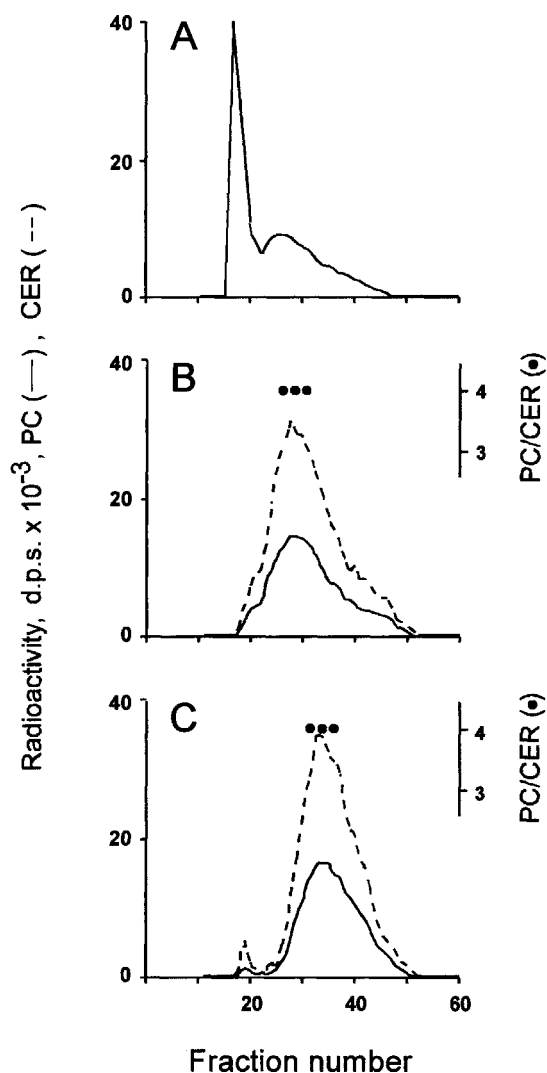 A
40
20
0
B
40
20
0
4
3
PC/CER (•)
C
40
20
0
4
3
PC/CER (•)
20 40 60
Fraction number
Radioactivity, d.p.s. x 10⁻³, PC (—), CER (--)